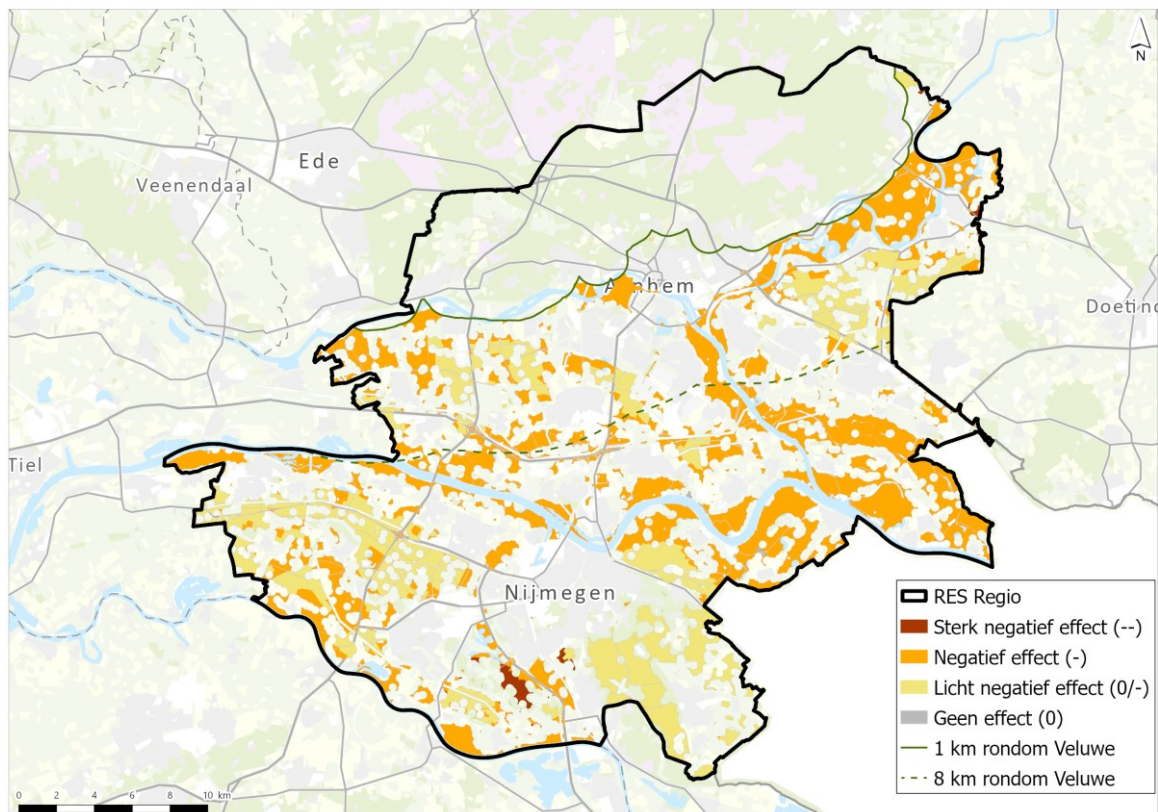 N
Ede
Veenendaal
Arnhem
Doetinc
Tiel
Nijmegen
RES Regio
Sterk negatief effect (--)
Negatief effect (-)
Licht negatief effect (0/-)
Geen effect (0)
1 km rondom Veluwe
8 km rondom Veluwe
0 2 4 6 8 10 km